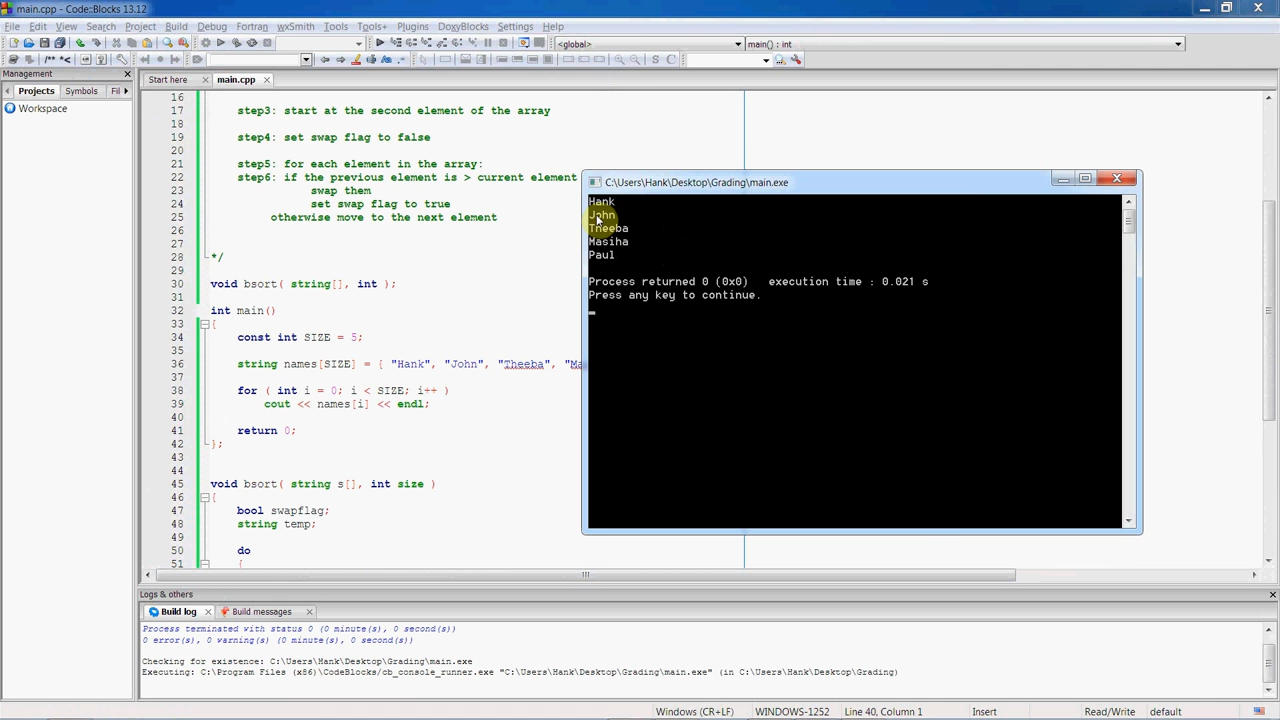 main.cpp - Code::Blocks 13.12
File Edit View Search Project Build Debug Fortran wxSmith Tools Tools+ Plugins DoxyBlocks Settings Help
<global> main() : int
/** *<
Management
Projects Symbols Fil
Workspace
Start here main.cpp
16
17 step3: start at the second element of the array
18
19 step4: set swap flag to false
20
21 step5: for each element in the array:
22 step6: if the previous element is > current element
23 swap them
24 set swap flag to true
25 otherwise move to the next element
26
27
28 */
29
30 void bsort( string[], int );
31
32 int main()
33 {
34 const int SIZE = 5;
35
36 string names[SIZE] = { "Hank", "John", "Theeba", "Ma
37
38 for ( int i = 0; i < SIZE; i++ )
39 cout << names[i] << endl;
40
41 return 0;
42 };
43
44
45 void bsort( string s[], int size )
46 {
47 bool swapflag;
48 string temp;
49
50 do
51 {
C:\Users\Hank\Desktop\Grading\main.exe
Hank
John
Theeba
Masiha
Paul
Process returned 0 (0x0) execution time : 0.021 s
Press any key to continue.
Logs & others
Build log Build messages
Process terminated with status 0 (0 minute(s), 0 second(s))
0 error(s), 0 warning(s) (0 minute(s), 0 second(s))
Checking for existence: C:\Users\Hank\Desktop\Grading\main.exe
Executing: C:\Program Files (x86)\CodeBlocks/cb_console_runner.exe "C:\Users\Hank\Desktop\Grading\main.exe" (in C:\Users\Hank\Desktop\Grading)
Windows (CR+LF) WINDOWS-1252 Line 40, Column 1 Insert Read/Write default